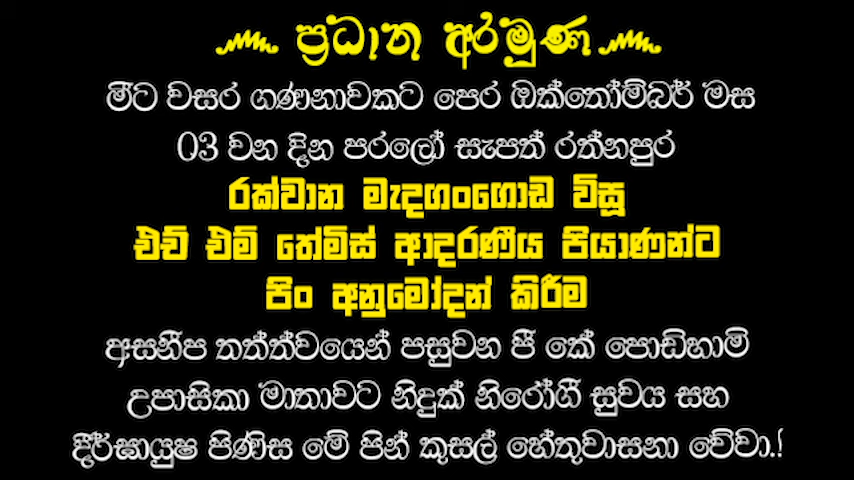 ප්‍රධාන අරමුණ
මීට වසර ගණනාවකට පෙර ඔක්තෝම්බර් මස
03 වන දින පරලෝ සැපත් රත්නපුර
රක්වාන මැදගංගොඩ විසූ
එච් එම් තේමිස් ආදරණීය පියාණන්ට
පිං අනුමෝදන් කිරීම
අසනීප තත්ත්වයෙන් පසුවන ජී කේ පොඩිහාමි
උපාසිකා මාතාවට නිදුක් නිරෝගී සුවය සහ
දීර්ඝායුෂ පිණිස මේ පින් කුසල් හේතුවාසනා වේවා.!